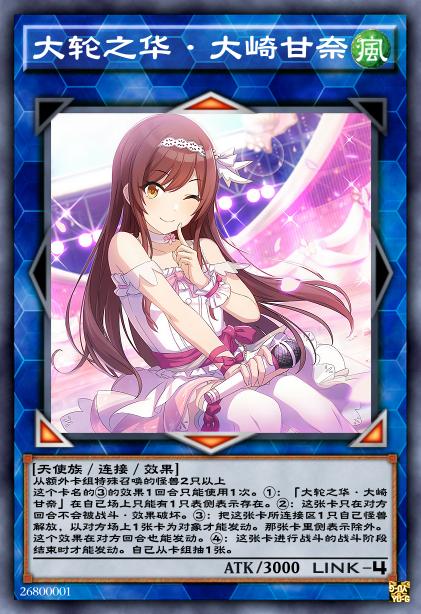 大轮之华・大崎甘奈
風
[天使族 / 连接 / 效果]
从额外卡组特殊召唤的怪兽2只以上
这个卡名的③的效果1回合只能使用1次。①：「大轮之华・大崎
甘奈」在自己场上只能有1只表侧表示存在。②：这张卡只在对方
回合不会被战斗・效果破坏。③：把这张卡所连接区1只自己怪兽
解放，以对方场上1张卡为对象才能发动。那张卡里侧表示除外。
这个效果在对方回合也能发动。④：这张卡进行战斗的战斗阶段
结束时才能发动。自己从卡组抽1张。
ATK/3000 LINK-4
26800001